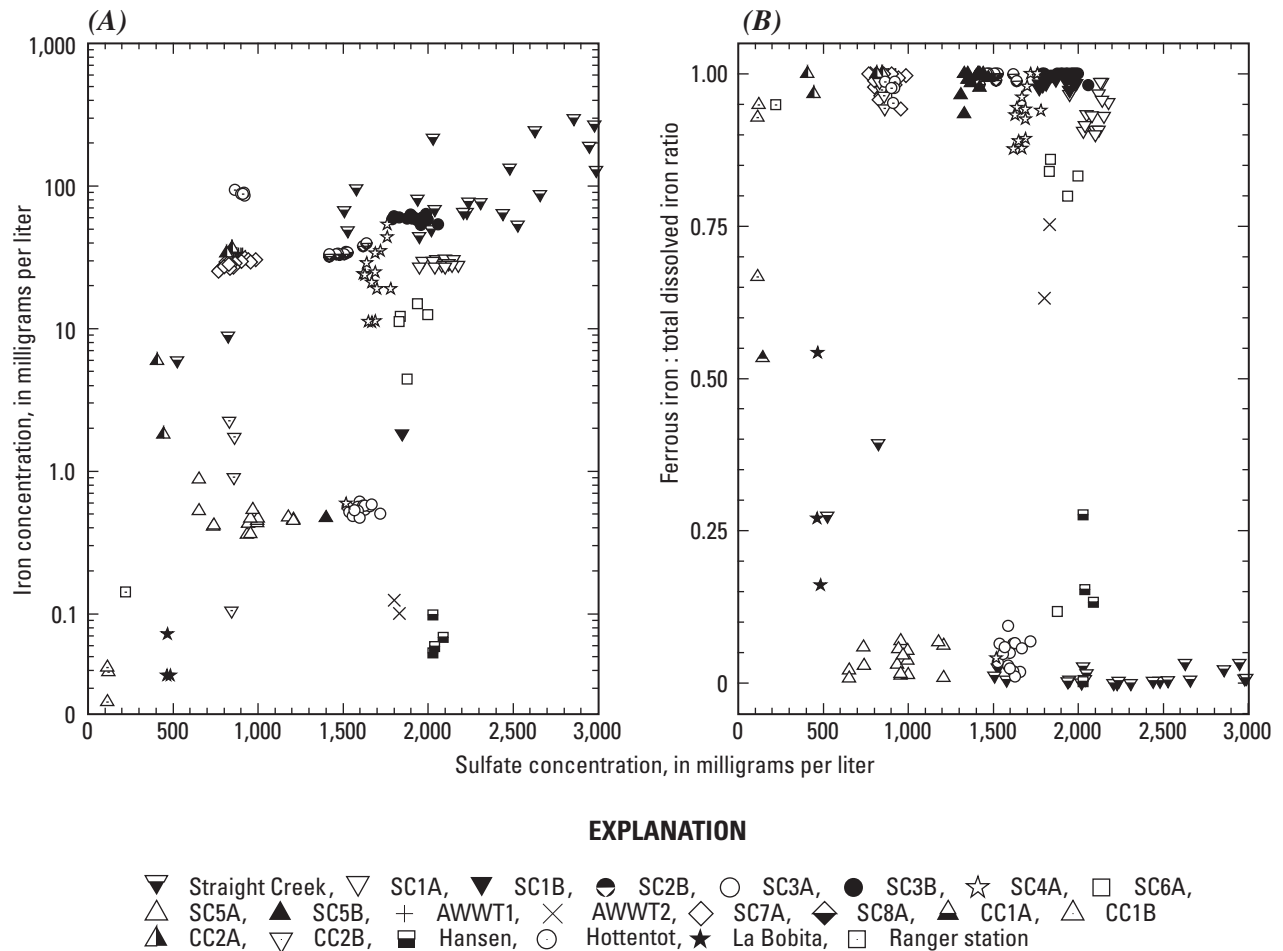 (A)
(B)
1,000
100
10
1.0
0.1
0
Iron concentration, in milligrams per liter
0 500 1,000 1,500 2,000 2,500 3,000
1.00
0.75
0.50
0.25
0
Ferrous iron : total dissolved iron ratio
0 500 1,000 1,500 2,000 2,500 3,000
Sulfate concentration, in milligrams per liter
EXPLANATION
Straight Creek, SC1A, SC1B, SC2B, SC3A, SC3B, SC4A, SC6A,
SC5A, SC5B, AWWT1, AWWT2, SC7A, SC8A, CC1A, CC1B
CC2A, CC2B, Hansen, Hottentot, La Bobita, Ranger station